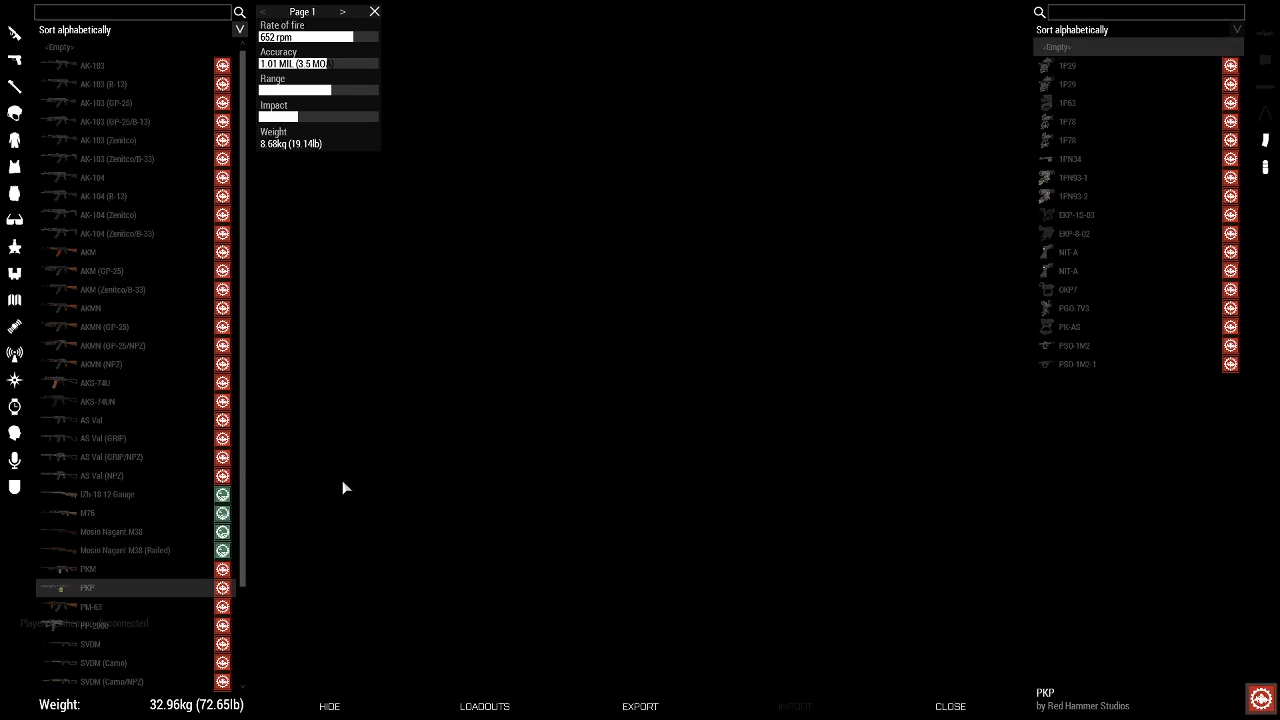 Sort alphabetically
<Empty>
AK-103
AK-103 (B-13)
AK-103 (GP-25)
AK-103 (GP-25/B-13)
AK-103 (Zenitco)
AK-103 (Zenitco/B-33)
AK-104
AK-104 (B-13)
AK-104 (Zenitco)
AK-104 (Zenitco/B-33)
AKM
AKM (GP-25)
AKM (Zenitco/B-33)
AKMN
AKMN (GP-25)
AKMN (GP-25/NPZ)
AKMN (NPZ)
AKS-74U
AKS-74UN
AS Val
AS Val (GRIP)
AS Val (GRIP/NPZ)
AS Val (NPZ)
IZh-18 12 Gauge
M76
Mosin Nagant M38
Mosin Nagant M38 (Railed)
PKM
PKP
PM-63
PP-2000
disconnected
SVDM
SVDM (Camo)
SVDM (Camo/NPZ)
Weight: 32.96kg (72.65lb)
< Page 1 >
Rate of fire
652 rpm
Accuracy
1.01 MIL (3.5 MOA)
Range
Impact
Weight
8.68kg (19.14lb)
HIDE
LOADOUTS
EXPORT
IMPORT
CLOSE
Sort alphabetically
<Empty>
1P29
1P29
1P63
1P78
1P78
1PN34
1PN93-1
1PN93-2
EKP-1S-03
EKP-8-02
NIT-A
NIT-A
OKP7
PGO-7V3
PK-AS
PSO-1M2
PSO-1M2-1
PKP
by Red Hammer Studios